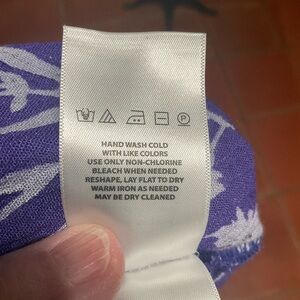 HAND WASH COLD
WITH LIKE COLORS
USE ONLY NON-CHLORINE
BLEACH WHEN NEEDED
RESHAPE, LAY FLAT TO DRY
WARM IRON AS NEEDED
MAY BE DRY CLEANED